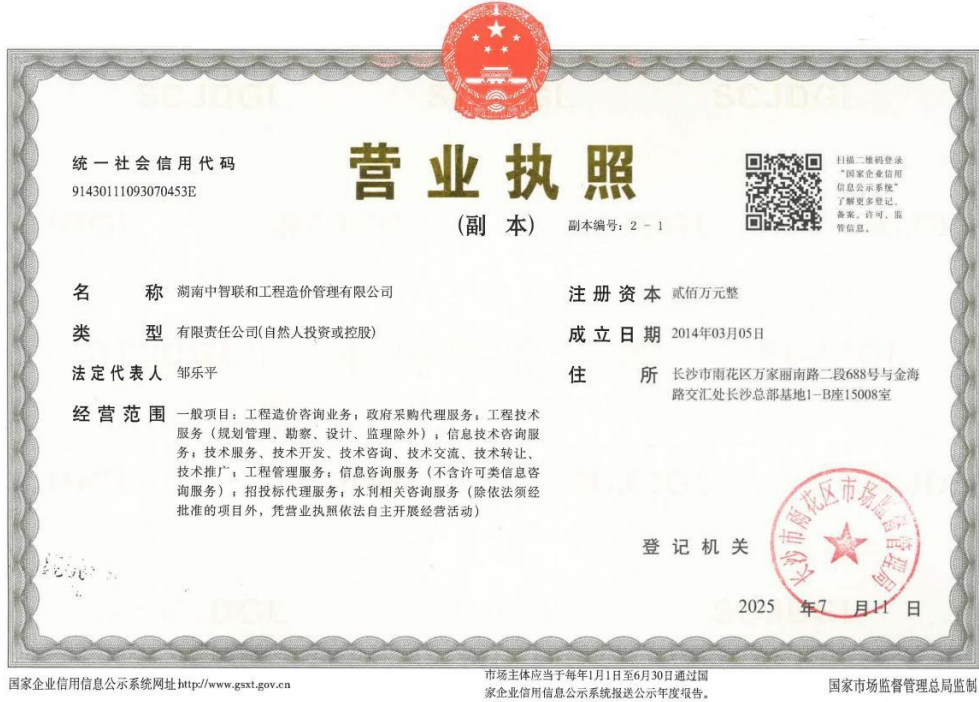 统一社会信用代码
91430111093070453E
营业执照
(副 本)
副本编号：2－1
扫描二维码登录
“国家企业信用
信息公示系统”
了解更多登记、
备案、许可、监
管信息。
名称 湖南中智联和工程造价管理有限公司
类型 有限责任公司(自然人投资或控股)
法定代表人 邹乐平
经营范围 一般项目：工程造价咨询业务；政府采购代理服务；工程技术
服务（规划管理、勘察、设计、监理除外）；信息技术咨询服
务；技术服务、技术开发、技术咨询、技术交流、技术转让、
技术推广；工程管理服务；信息咨询服务（不含许可类信息咨
询服务）；招投标代理服务；水利相关咨询服务（除依法须经
批准的项目外，凭营业执照依法自主开展经营活动）
注册资本 贰佰万元整
成立日期 2014年03月05日
住所 长沙市雨花区万家丽南路二段688号与金海
路交汇处长沙总部基地1-B座15008室
登记机关
长沙市雨花区市场监督管理局
2025 年7 月11 日
国家企业信用信息公示系统网址http://www.gsxt.gov.cn
市场主体应当于每年1月1日至6月30日通过国
家企业信用信息公示系统报送公示年度报告。
国家市场监督管理总局监制